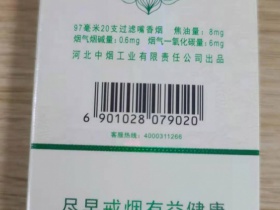 97毫米20支过滤嘴香烟 焦油量:8mg
烟气烟碱量:0.6mg 烟气一氧化碳量:6mg
河北中烟工业有限责任公司出品
6 901028 079020
客服热线:4000311266
尽早戒烟有益健康